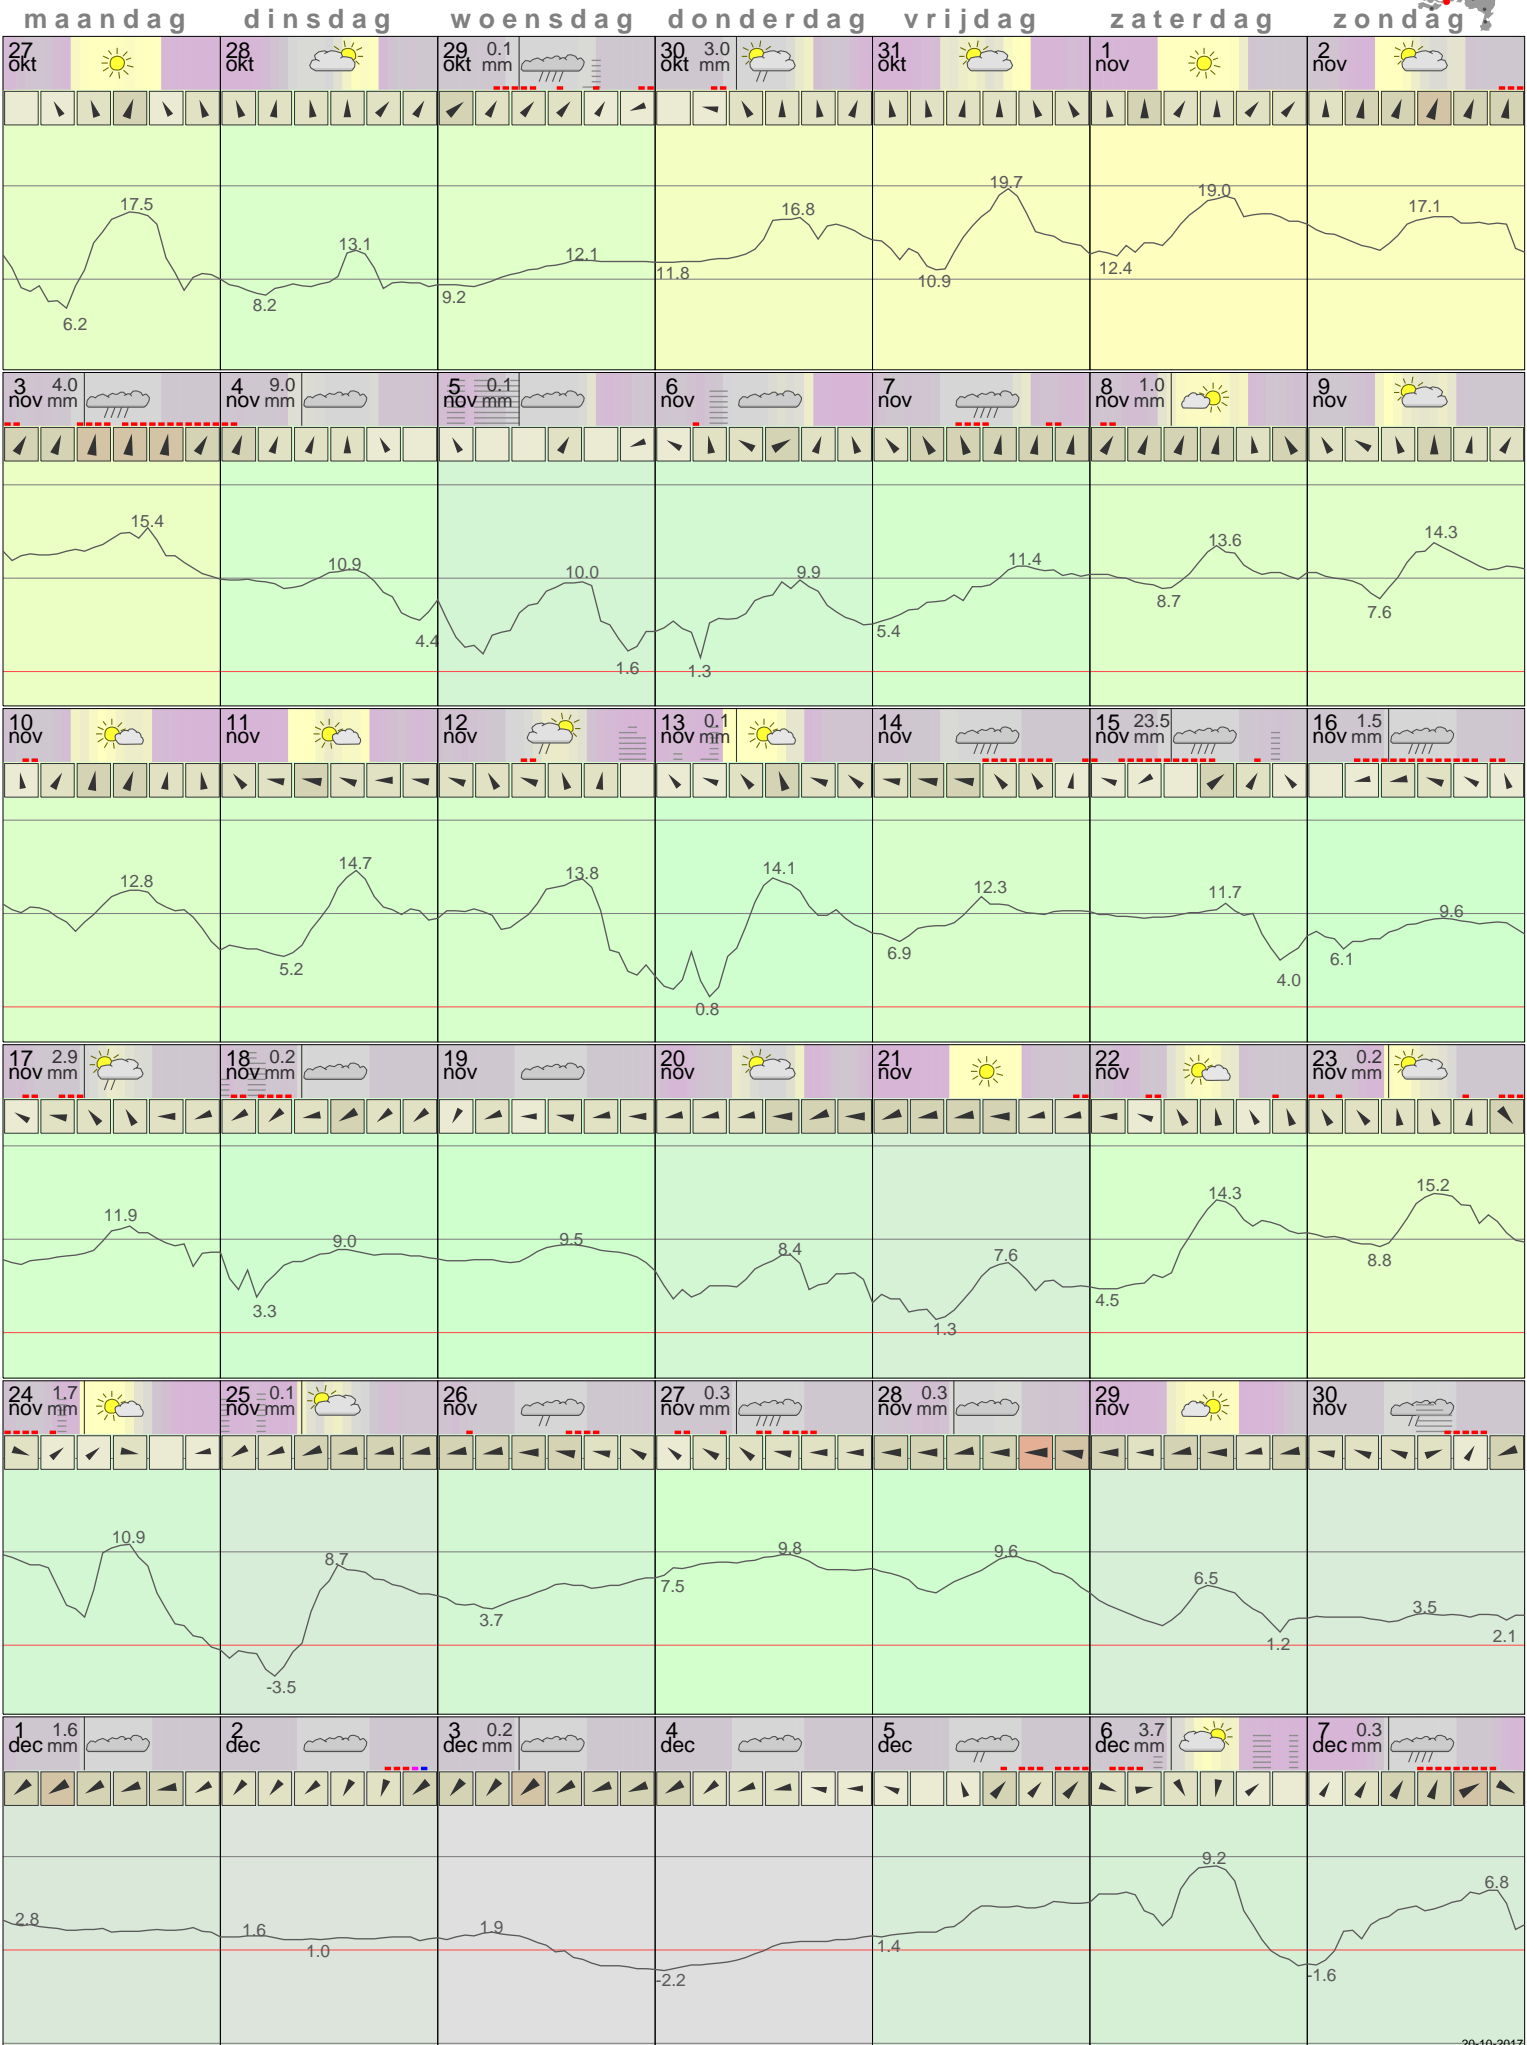 maandag dinsdag woensdag donderdag vrijdag zaterdag zondag
27 okt 28 okt 29 okt 0.1 mm 30 okt 3.0 mm 31 okt 1 nov 2 nov
17.5 6.2 13.1 8.2 12.1 9.2 16.8 11.8 19.7 10.9 19.0 12.4 17.1
3 nov 4.0 mm 4 nov 9.0 mm 5 nov 0.1 mm 6 nov 7 nov 8 nov 1.0 mm 9 nov
15.4 10.9 4.4 10.0 1.6 9.9 1.3 11.4 5.4 13.6 8.7 14.3 7.6
10 nov 11 nov 12 nov 13 nov 0.1 mm 14 nov 15 nov 23.5 mm 16 nov 1.5 mm
12.8 14.7 5.2 13.8 14.1 0.8 12.3 6.9 11.7 4.0 9.6 6.1
17 nov 2.9 mm 18 nov 0.2 mm 19 nov 20 nov 21 nov 22 nov 23 nov 0.2 mm
11.9 9.0 3.3 9.5 8.4 7.6 1.3 14.3 4.5 15.2 8.8
24 nov 1.7 mm 25 nov 0.1 mm 26 nov 27 nov 0.3 mm 28 nov 0.3 mm 29 nov 30 nov
10.9 8.7 -3.5 3.7 9.8 7.5 9.6 6.5 1.2 3.5 2.1
1 dec 1.6 mm 2 dec 3 dec 0.2 mm 4 dec 5 dec 6 dec 3.7 mm 7 dec 0.3 mm
2.8 1.6 1.0 1.9 -2.2 1.4 9.2 6.8 -1.6
20-10-2017